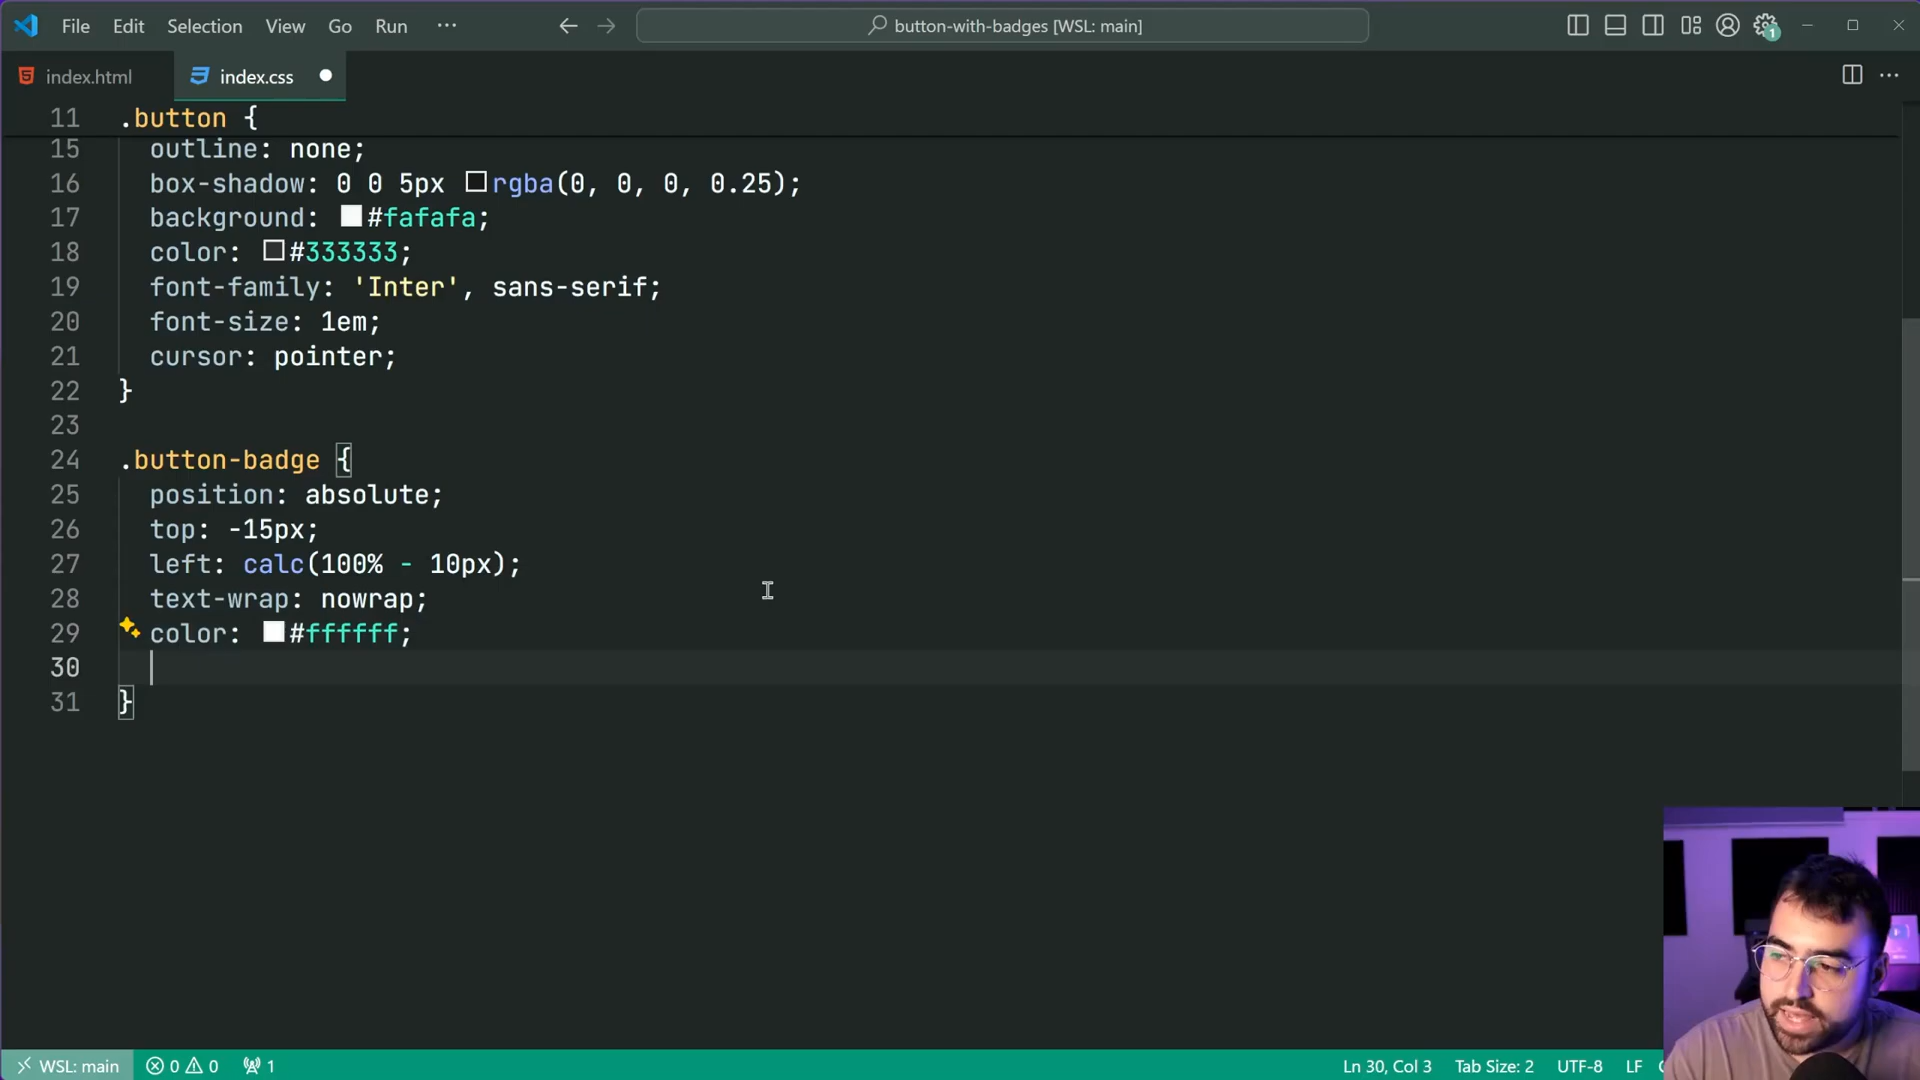 File Edit Selection View Go Run ···
button-with-badges [WSL: main]
1
index.html
index.css
11 .button {
15 outline: none;
16 box-shadow: 0 0 5px rgba(0, 0, 0, 0.25);
17 background: #fafafa;
18 color: #333333;
19 font-family: 'Inter', sans-serif;
20 font-size: 1em;
21 cursor: pointer;
22 }
23
24 .button-badge {
25 position: absolute;
26 top: -15px;
27 left: calc(100% - 10px);
28 text-wrap: nowrap;
29 color: #ffffff;
30
31 }
WSL: main 0 0 1 Ln 30, Col 3 Tab Size: 2 UTF-8 LF